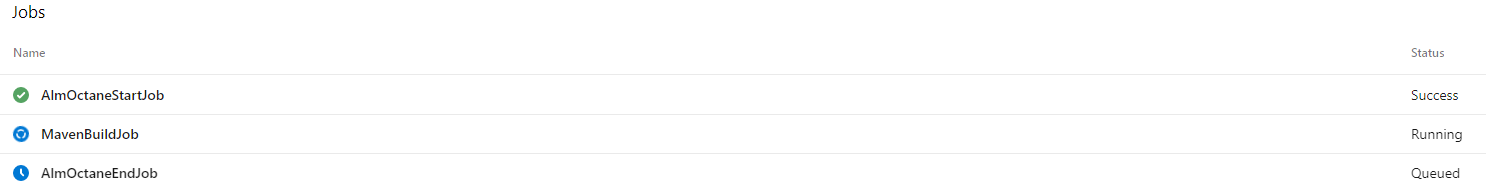 Jobs
Name Status
AlmOctaneStartJob Success
MavenBuildJob Running
AlmOctaneEndJob Queued